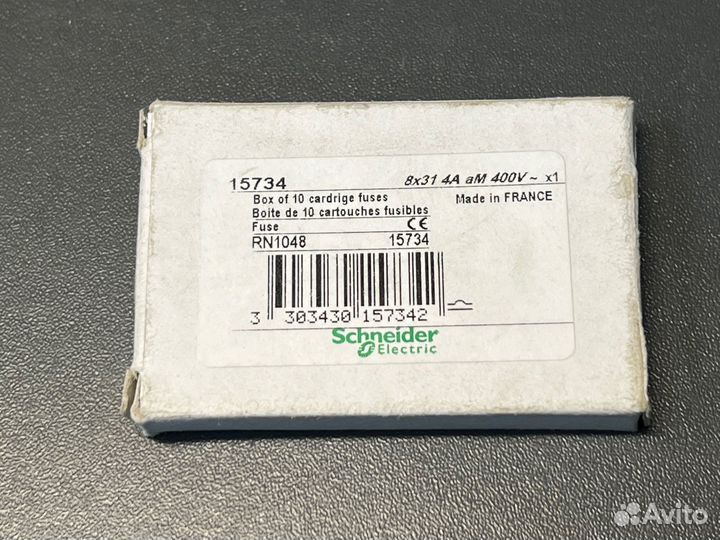 15734 8x31 4A aM 400V~ x1
Box of 10 cardrige fuses Made in FRANCE
Boite de 10 cartouches fusibles
Fuse CE
RN1048 15734
3 303430 157342
Schneider
Electric
Avito